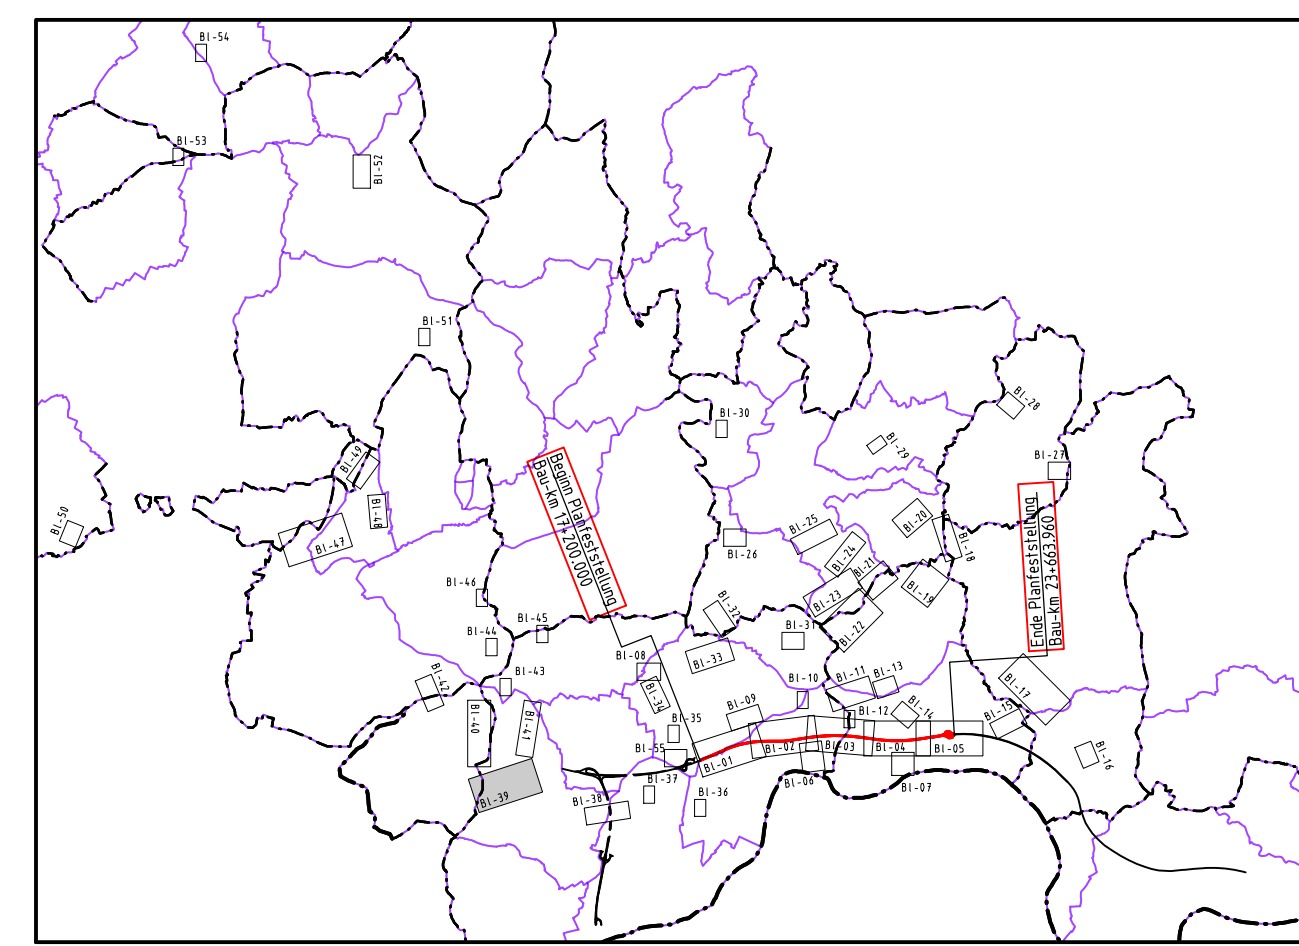 Bl-54
Bl-53
Bl-52
Bl-51
Bl-30
Bl-28
Bl-29
Bl-27
Bl-49
Bl-48
Bl-50
Bl-47
Beginn Planfeststellung
Bau-km 17+200.000
Ende Planfeststellung
Bau-km 23+663.960
Bl-26
Bl-25
Bl-24
Bl-20
Bl-18
Bl-21
Bl-19
Bl-23
Bl-22
Bl-46
Bl-45
Bl-44
Bl-32
Bl-31
Bl-33
Bl-08
Bl-34
Bl-43
Bl-42
Bl-10
Bl-11
Bl-13
Bl-17
Bl-09
Bl-12
Bl-14
Bl-15
Bl-40
Bl-41
Bl-35
Bl-55
Bl-01
Bl-02
Bl-03
Bl-04
Bl-05
Bl-16
Bl-06
Bl-07
Bl-37
Bl-36
Bl-38
Bl-39